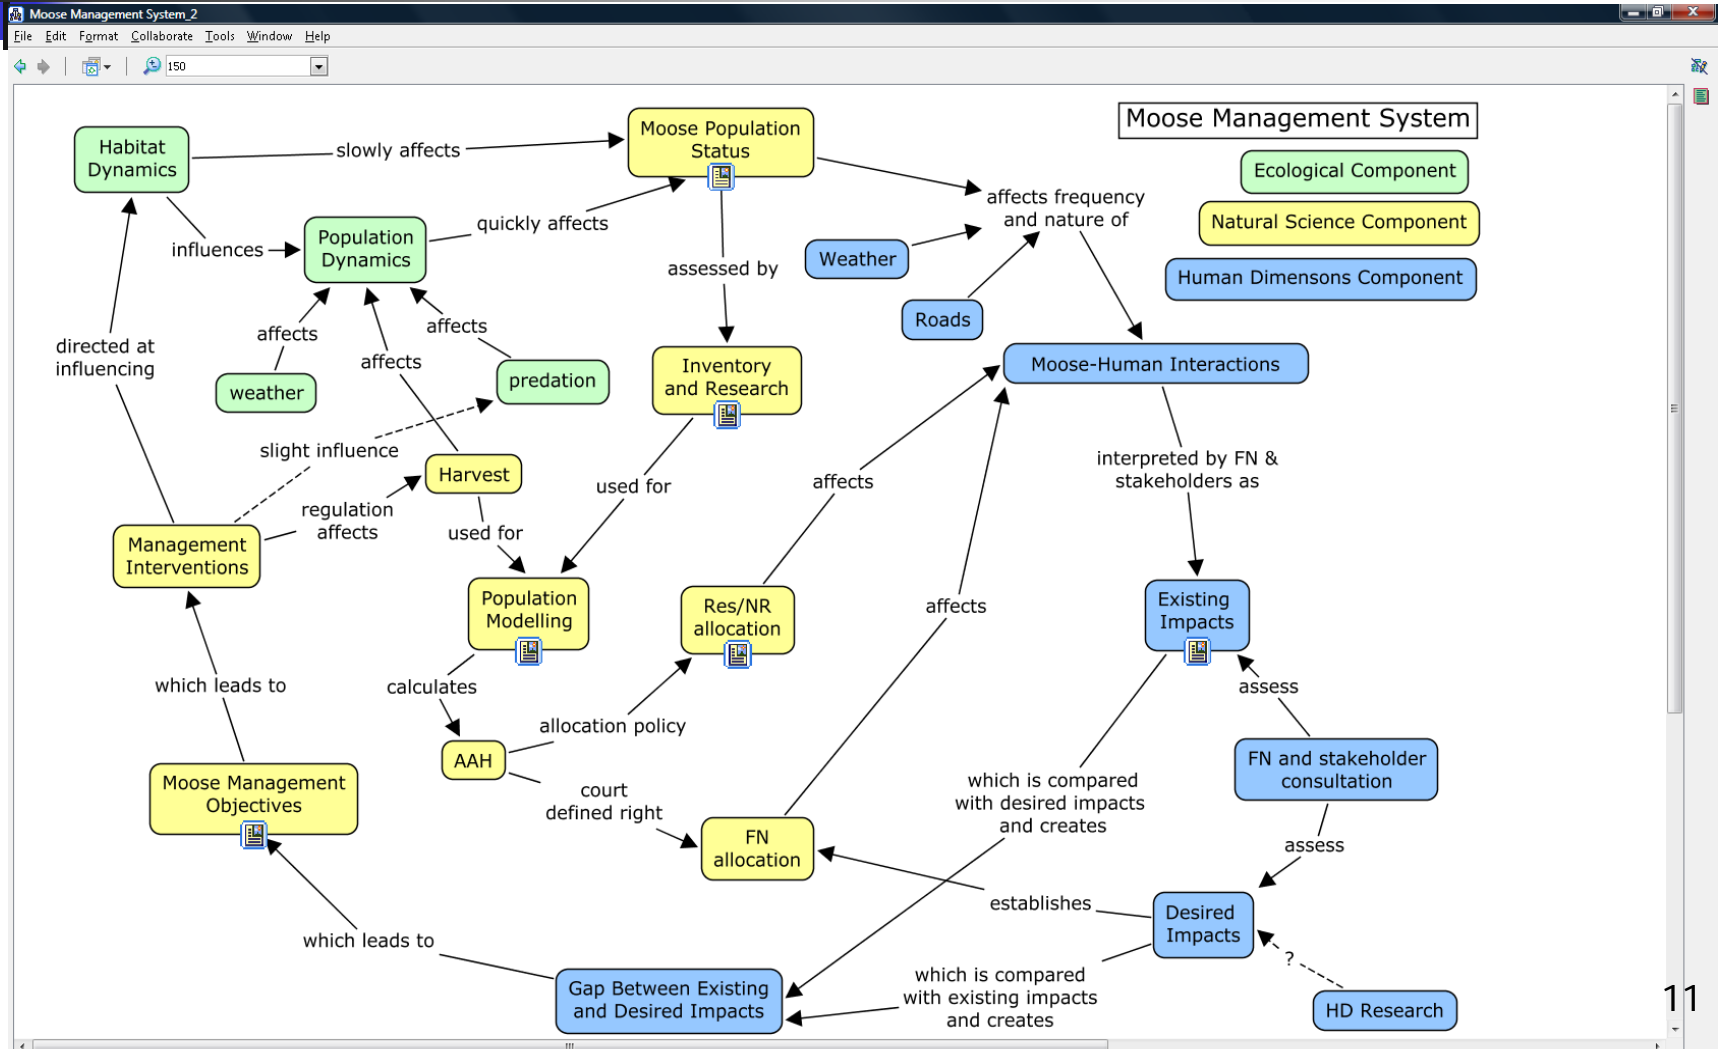 Moose Management System_2
File Edit Format Collaborate Tools Window Help
150
Moose Management System
Ecological Component
Natural Science Component
Human Dimensons Component
Habitat
Dynamics
slowly affects
Moose Population
Status
affects frequency
and nature of
influences
Population
Dynamics
quickly affects
Weather
assessed by
Roads
affects
affects
affects
directed at
influencing
weather
predation
Inventory
and Research
Moose-Human Interactions
slight influence
Harvest
used for
affects
interpreted by FN &
stakeholders as
regulation
affects
used for
Management
Interventions
Population
Modelling
Res/NR
allocation
affects
Existing
Impacts
which leads to
calculates
assess
allocation policy
AAH
FN and stakeholder
consultation
Moose Management
Objectives
court
defined right
which is compared
with desired impacts
and creates
FN
allocation
assess
establishes
Desired
Impacts
which leads to
?
which is compared
with existing impacts
and creates
Gap Between Existing
and Desired Impacts
HD Research
11